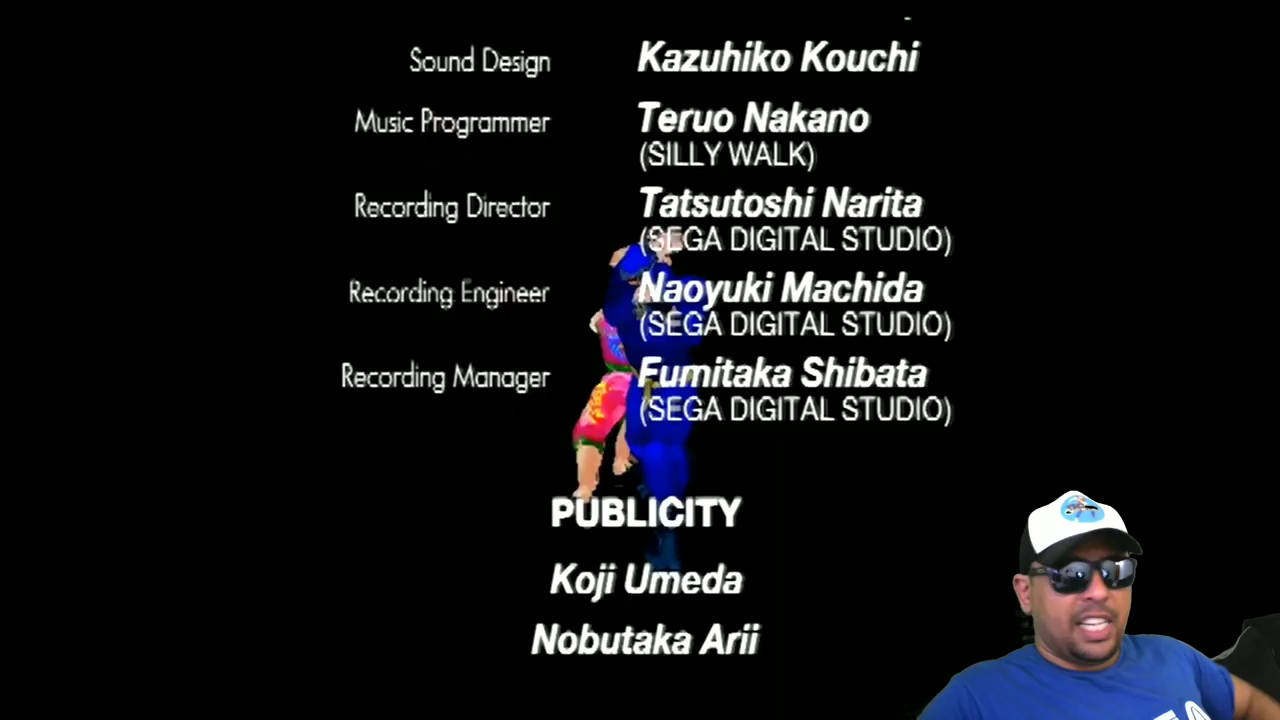 Sound Design Kazuhiko Kouchi
Music Programmer Teruo Nakano
(SILLY WALK)
Recording Director Tatsutoshi Narita
(SEGA DIGITAL STUDIO)
Recording Engineer Naoyuki Machida
(SEGA DIGITAL STUDIO)
Recording Manager Fumitaka Shibata
(SEGA DIGITAL STUDIO)
PUBLICITY
Koji Umeda
Nobutaka Arii